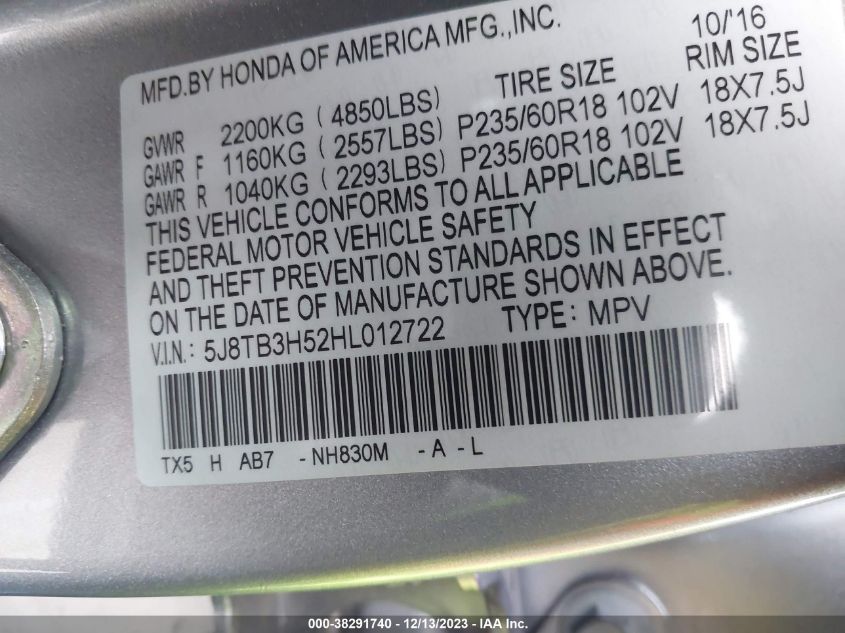 MFD.BY HONDA OF AMERICA MFG.,INC. 10/'16
TIRE SIZE RIM SIZE
GVWR 2200KG ( 4850LBS)
GAWR F 1160KG ( 2557LBS) P235/60R18 102V 18X7.5J
GAWR R 1040KG ( 2293LBS) P235/60R18 102V 18X7.5J
THIS VEHICLE CONFORMS TO ALL APPLICABLE
FEDERAL MOTOR VEHICLE SAFETY
AND THEFT PREVENTION STANDARDS IN EFFECT
ON THE DATE OF MANUFACTURE SHOWN ABOVE.
V.I.N.: 5J8TB3H52HL012722 TYPE: MPV
TX5 H AB7 -NH830M -A-L
000-38291740 - 12/13/2023 - IAA Inc.